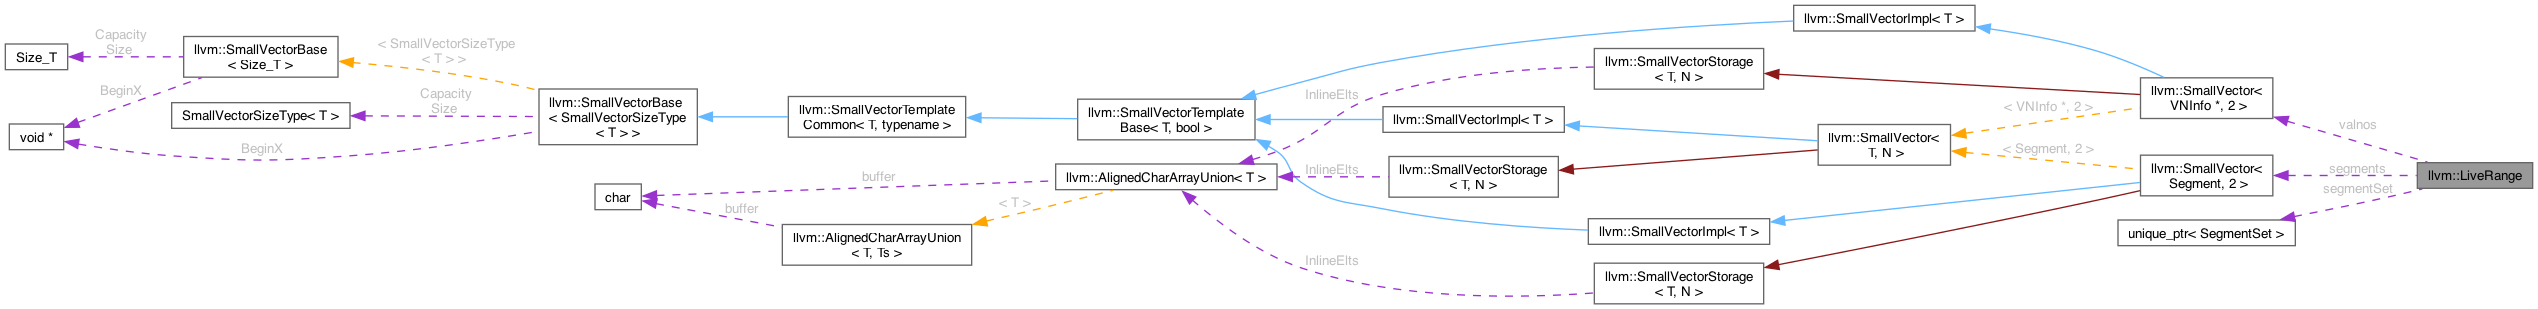 Size_T
void *
Capacity
Size
BeginX
llvm::SmallVectorBase
< Size_T >
SmallVectorSizeType< T >
< SmallVectorSizeType
< T > >
Capacity
Size
BeginX
llvm::SmallVectorBase
< SmallVectorSizeType
< T > >
char
llvm::SmallVectorTemplate
Common< T, typename >
buffer
buffer
llvm::AlignedCharArrayUnion
< T, Ts >
< T >
llvm::SmallVectorTemplate
Base< T, bool >
llvm::AlignedCharArrayUnion< T >
InlineElts
InlineElts
InlineElts
llvm::SmallVectorImpl< T >
llvm::SmallVectorStorage
< T, N >
llvm::SmallVectorStorage
< T, N >
llvm::SmallVectorImpl< T >
llvm::SmallVectorStorage
< T, N >
llvm::SmallVectorImpl< T >
llvm::SmallVector<
T, N >
< VNInfo *, 2 >
< Segment, 2 >
llvm::SmallVector<
VNInfo *, 2 >
llvm::SmallVector<
Segment, 2 >
unique_ptr< SegmentSet >
valnos
segments
segmentSet
llvm::LiveRange